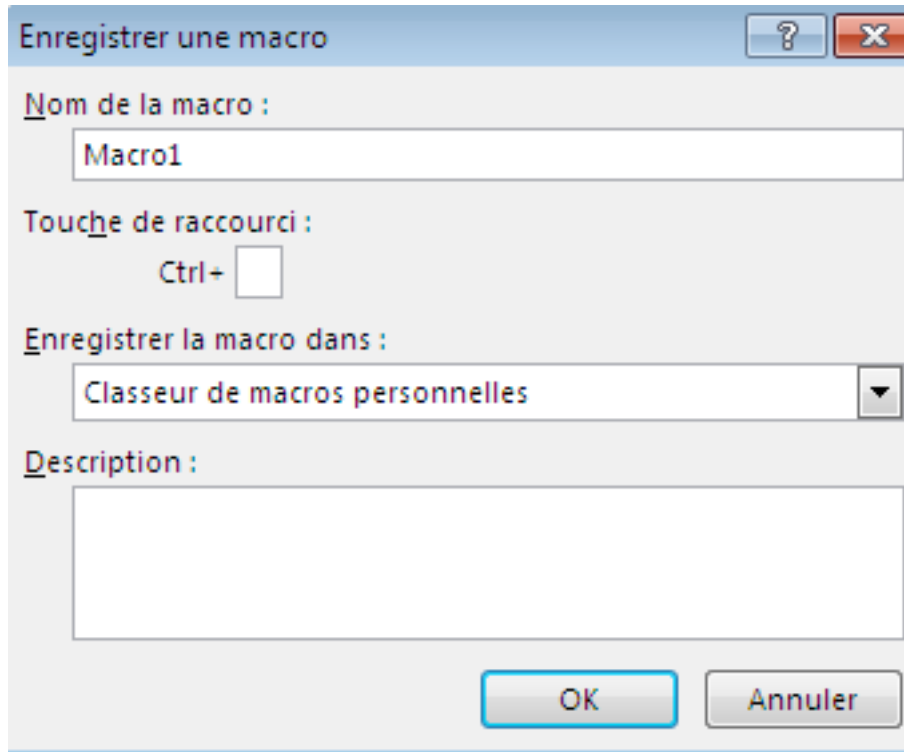 Enregistrer une macro
Nom de la macro :
Macro1
Touche de raccourci :
Ctrl+
Enregistrer la macro dans :
Classeur de macros personnelles
Description :
OK Annuler